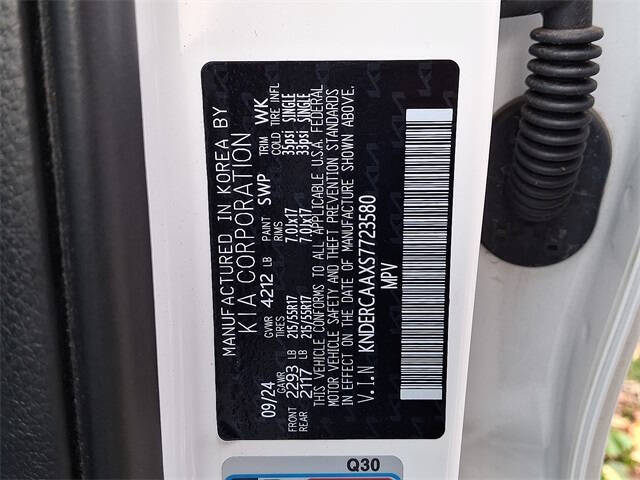 MANUFACTURED IN KOREA BY
KIA CORPORATION
09/24 GVWR 4212 LB PAINT SWP TRIM WK
GAWR TIRES RIMS COLD TIRE INFL
FRONT 2293 LB 215/55R17 7.0Jx17 35psi SINGLE
REAR 2117 LB 215/55R17 7.0Jx17 33psi SINGLE
THIS VEHICLE CONFORMS TO ALL APPLICABLE U.S.A. FEDERAL
MOTOR VEHICLE SAFETY AND THEFT PREVENTION STANDARDS
IN EFFECT ON THE DATE OF MANUFACTURE SHOWN ABOVE.
V.I.N KNDERCAAXS7723580
MPV
Q30